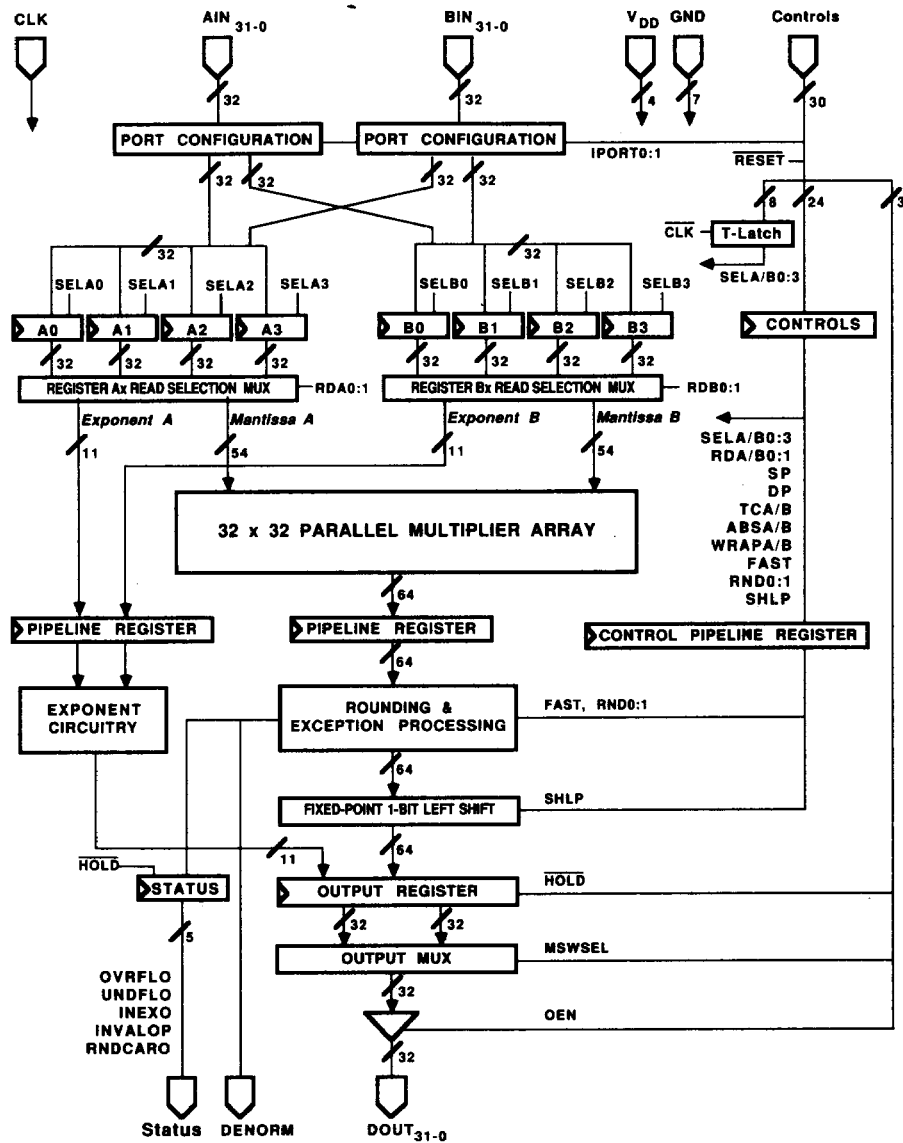 CLK
AIN31-0
BIN31-0
VDD
GND
Controls
32
32
4
7
30
PORT CONFIGURATION
PORT CONFIGURATION
IPORT0:1
RESET
32
32
32
32
8
24
3
CLK
T-Latch
32
32
SELA/B0:3
SELA0
SELA1
SELA2
SELA3
SELB0
SELB1
SELB2
SELB3
A0
A1
A2
A3
B0
B1
B2
B3
CONTROLS
32
32
32
32
32
32
32
32
REGISTER Ax READ SELECTION MUX
RDA0:1
REGISTER Bx READ SELECTION MUX
RDB0:1
Exponent A
Mantissa A
Exponent B
Mantissa B
11
54
11
54
SELA/B0:3
RDA/B0:1
SP
DP
TCA/B
ABSA/B
WRAPA/B
FAST
RND0:1
SHLP
32 x 32 PARALLEL MULTIPLIER ARRAY
64
PIPELINE REGISTER
PIPELINE REGISTER
CONTROL PIPELINE REGISTER
64
EXPONENT
CIRCUITRY
ROUNDING &
EXCEPTION PROCESSING
FAST, RND0:1
64
FIXED-POINT 1-BIT LEFT SHIFT
SHLP
11
64
HOLD
STATUS
OUTPUT REGISTER
HOLD
5
32
32
OUTPUT MUX
MSWSEL
32
OVRFLO
UNDFLO
INEXO
INVALOP
RNDCARO
OEN
32
Status
DENORM
DOUT31-0